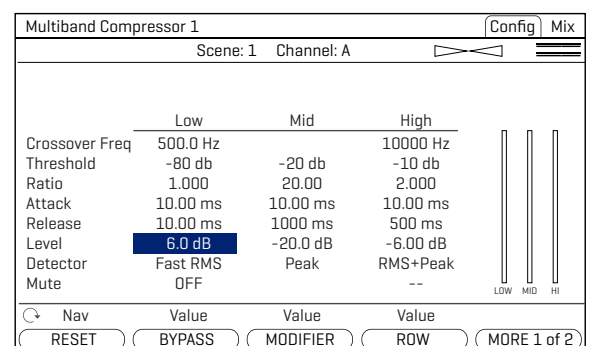 Multiband Compressor 1 Config Mix
Scene: 1 Channel: A
Low Mid High
Crossover Freq 500.0 Hz 10000 Hz
Threshold -80 db -20 db -10 db
Ratio 1.000 20.00 2.000
Attack 10.00 ms 10.00 ms 10.00 ms
Release 10.00 ms 1000 ms 500 ms
Level 6.0 dB -20.0 dB -6.00 dB
Detector Fast RMS Peak RMS+Peak
Mute OFF --
LOW MID HI
Nav Value Value Value
RESET BYPASS MODIFIER ROW MORE 1 of 2